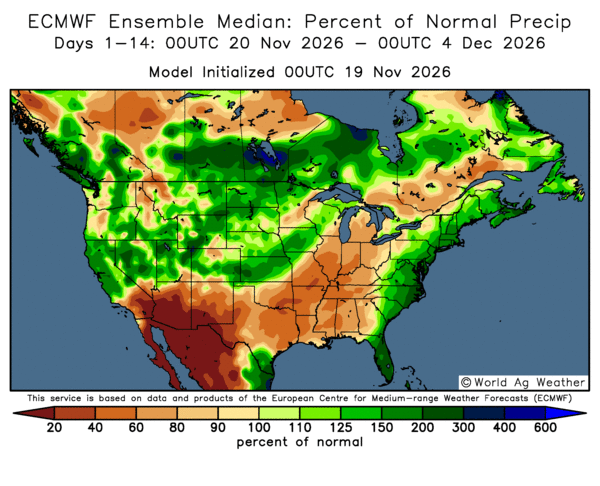 ECMWF Ensemble Median: Percent of Normal Precip
Days 1–14: 00UTC 20 Nov 2026 – 00UTC 4 Dec 2026
Model Initialized 00UTC 19 Nov 2026
© World Ag Weather
This service is based on data and products of the European Centre for Medium-range Weather Forecasts (ECMWF)
20 40 60 80 90 100 110 125 150 200 300 400 600
percent of normal